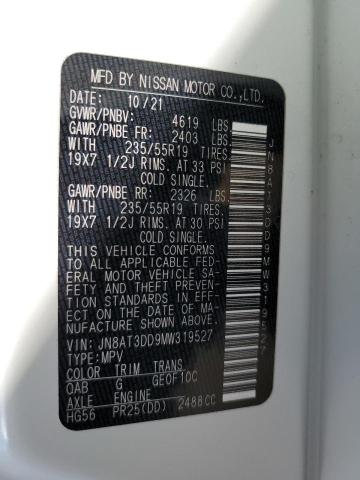 MFD BY NISSAN MOTOR CO.,LTD.
DATE: 10/21
GVWR/PNBV: 4619 LBS.
GAWR/PNBE FR: 2403 LBS.
WITH 235/55R19 TIRES
19X7 1/2J RIMS. AT 33 PSI
COLD SINGLE.
GAWR/PNBE RR: 2326 LBS.
WITH 235/55R19 TIRES
19X7 1/2J RIMS. AT 30 PSI
COLD SINGLE.
THIS VEHICLE CONFORMS
TO ALL APPLICABLE FED-
ERAL MOTOR VEHICLE SA-
FETY AND THEFT PREVEN-
TION STANDARDS IN EFF-
ECT ON THE DATE OF MA-
NUFACTURE SHOWN ABOVE.
VIN: JN8AT3DD9MW319527
TYPE:MPV
COLOR TRIM TRANS
QAB G GE0F10C
AXLE ENGINE
HG56 PR25(DD) 2488CC
JN8AT3DD9MW319527